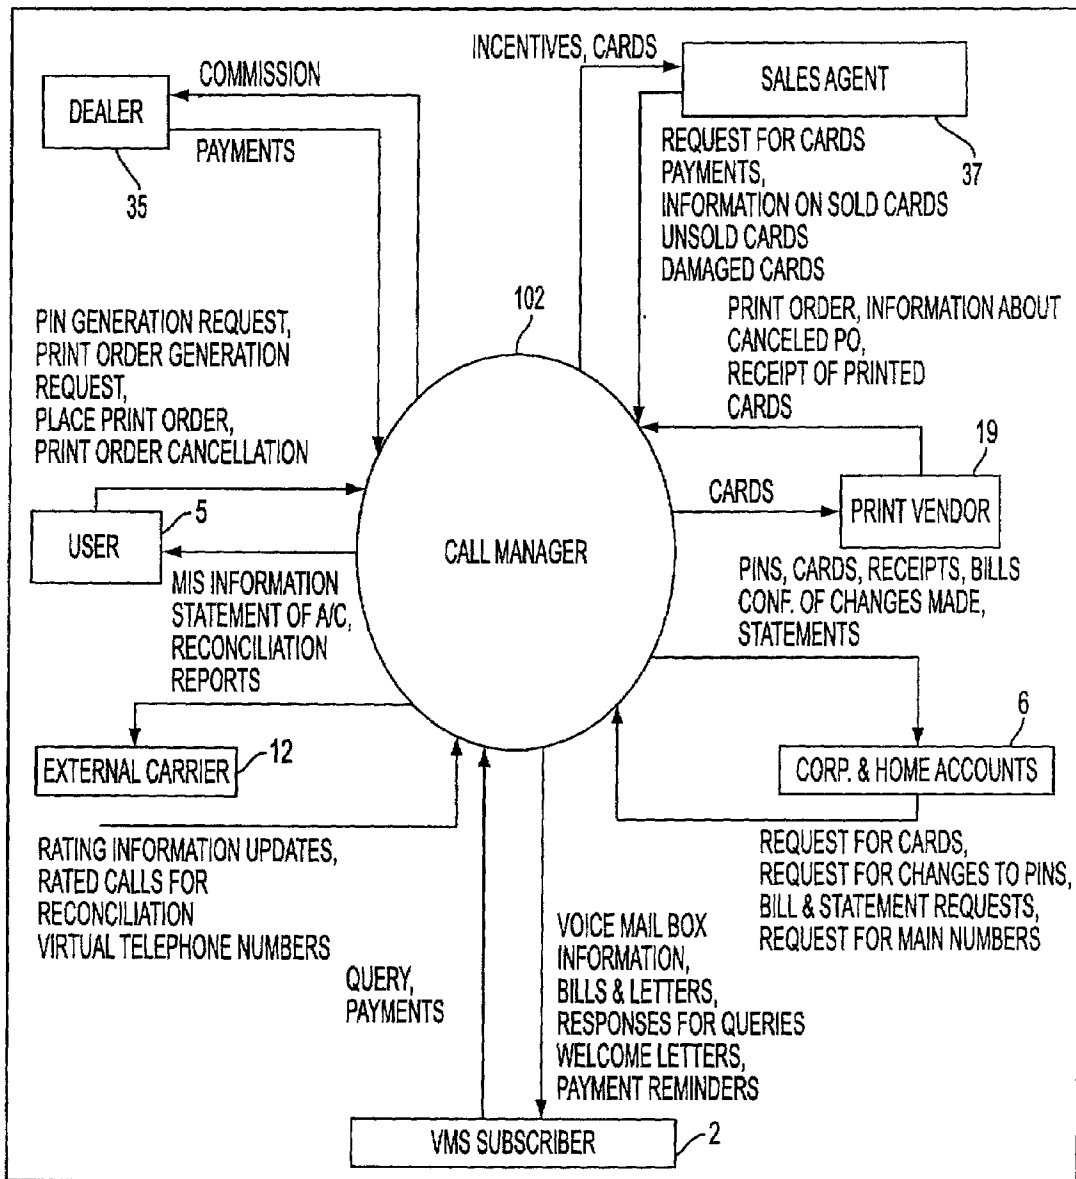 INCENTIVES, CARDS
COMMISSION
DEALER
PAYMENTS
35
SALES AGENT
37
REQUEST FOR CARDS
PAYMENTS,
INFORMATION ON SOLD CARDS
UNSOLD CARDS
DAMAGED CARDS
102
PRINT ORDER, INFORMATION ABOUT
CANCELED PO,
RECEIPT OF PRINTED
CARDS
PIN GENERATION REQUEST,
PRINT ORDER GENERATION
REQUEST,
PLACE PRINT ORDER,
PRINT ORDER CANCELLATION
19
CARDS
PRINT VENDOR
5
USER
CALL MANAGER
MIS INFORMATION
STATEMENT OF A/C,
RECONCILIATION
REPORTS
PINS, CARDS, RECEIPTS, BILLS
CONF. OF CHANGES MADE,
STATEMENTS
6
EXTERNAL CARRIER
12
CORP. & HOME ACCOUNTS
RATING INFORMATION UPDATES,
RATED CALLS FOR
RECONCILIATION
VIRTUAL TELEPHONE NUMBERS
REQUEST FOR CARDS,
REQUEST FOR CHANGES TO PINS,
BILL & STATEMENT REQUESTS,
REQUEST FOR MAIN NUMBERS
QUERY,
PAYMENTS
VOICE MAIL BOX
INFORMATION,
BILLS & LETTERS,
RESPONSES FOR QUERIES
WELCOME LETTERS,
PAYMENT REMINDERS
VMS SUBSCRIBER
2